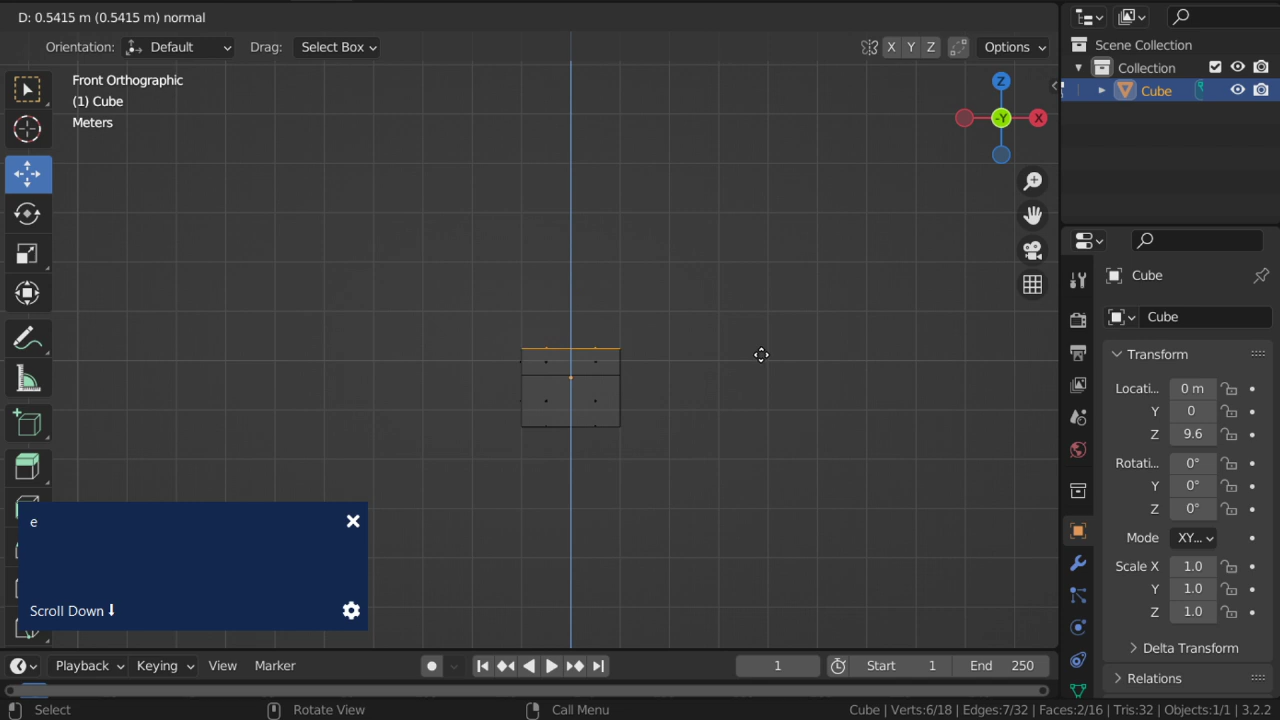 D: 0.5415 m (0.5415 m) normal
Orientation: Default Drag: Select Box X Y Z Options
Front Orthographic
(1) Cube
Meters
Z
-Y X
Scene Collection
Collection
Cube
Cube
Cube
Transform
Locati... 0 m
Y 0
Z 9.6
Rotati... 0°
Y 0°
Z 0°
Mode XY...
Scale X 1.0
Y 1.0
Z 1.0
Delta Transform
Relations
e
Scroll Down
Playback Keying View Marker 1 Start 1 End 250
Select Rotate View Call Menu Cube | Verts:6/18 | Edges:7/32 | Faces:2/16 | Tris:32 | Objects:1/1 | 3.2.2